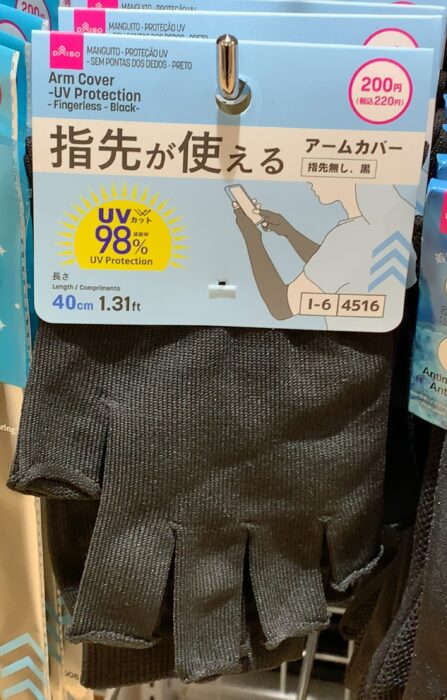 DAISO
MANGUITO - PROTEÇÃO UV
- SEM PONTAS DOS DEDOS - PRETO
Arm Cover
-UV Protection
- Fingerless - Black-
200円
(税込220円)
指先が使える
アームカバー
指先無し、黒
UVカット
98%
UV Protection
長さ
Length / Comprimento
40cm 1.31ft
I-6 4516